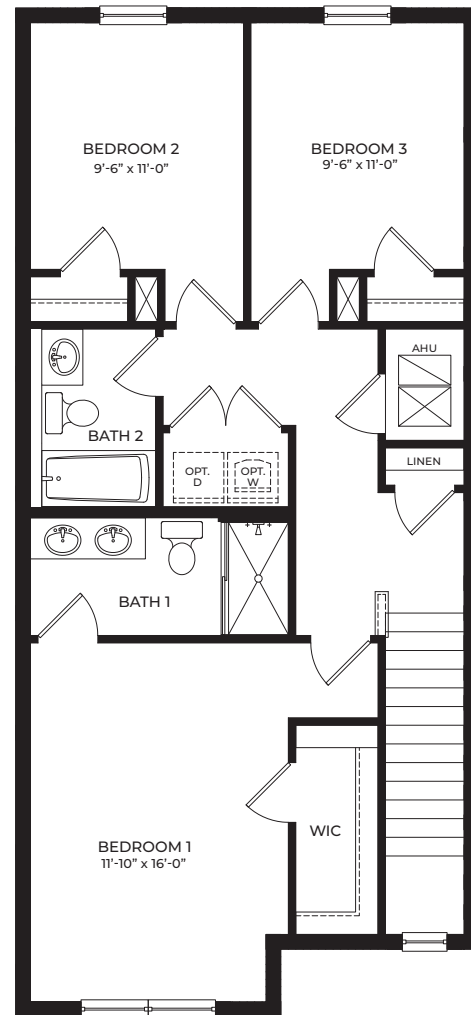 BEDROOM 2
9’-6” x 11’-0”
BEDROOM 3
9’-6” x 11’-0”
AHU
BATH 2
OPT.
D
OPT.
W
LINEN
BATH 1
BEDROOM 1
11’-10” x 16’-0”
WIC